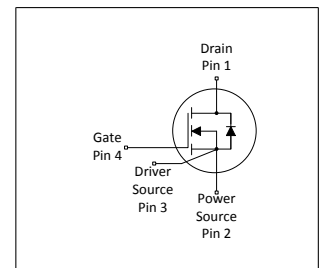 Drain
Pin 1
Gate
Pin 4
Driver
Source
Pin 3
Power
Source
Pin 2